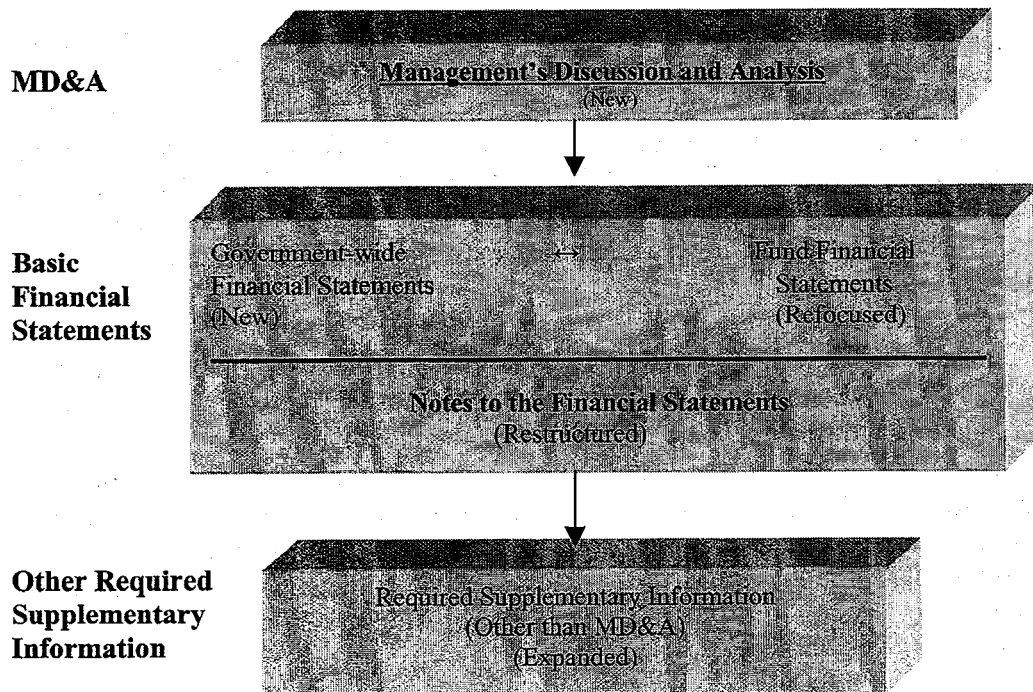 MD&A
Management's Discussion and Analysis
(New)
Basic
Financial
Statements
Government-wide
Financial Statements
(New)
↔
Fund Financial
Statements
(Refocused)
Notes to the Financial Statements
(Restructured)
Other Required
Supplementary
Information
Required Supplementary Information
(Other than MD&A)
(Expanded)